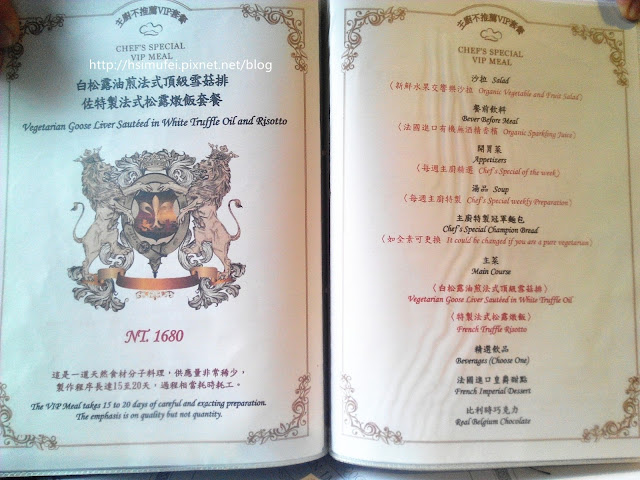 主廚不推薦VIP套餐
CHEF'S SPECIAL
VIP MEAL
http://hsimufei.pixnet.net/blog
白松露油煎法式頂級雪菇排
佐特製法式松露燉飯套餐
Vegetarian Goose Liver Sautéed in White Truffle Oil and Risotto
NT. 1680
這是一道天然食材分子料理，供應量非常稀少，
製作程序長達15至20天，過程相當耗時耗工。
The VIP Meal takes 15 to 20 days of careful and exacting preparation.
The emphasis is on quality but not quantity.
主廚不推薦VIP套餐
CHEF'S SPECIAL
VIP MEAL
沙拉 Salad
（新鮮水果交響樂沙拉 Organic Vegetable and Fruit Salad）
餐前飲料
Bever Before Meal
（法國進口有機無酒精香檳 Organic Sparkling Juice）
開胃菜
Appetizers
（每週主廚精選 Chef's Special of the week）
湯品 Soup
（每週主廚特製 Chef's Special weekly Preparation）
主廚特製冠軍麵包
Chef's Special Champion Bread
（如全素可更換 It could be changed if you are a pure vegetarian）
主菜
Main Course
（白松露油煎法式頂級雪菇排）
Vegetarian Goose Liver Sautéed in White Truffle Oil
（特製法式松露燉飯）
French Truffle Risotto
精選飲品
Beverages (Choose One)
法國進口皇爵甜點
French Imperial Dessert
比利時巧克力
Real Belgium Chocolate